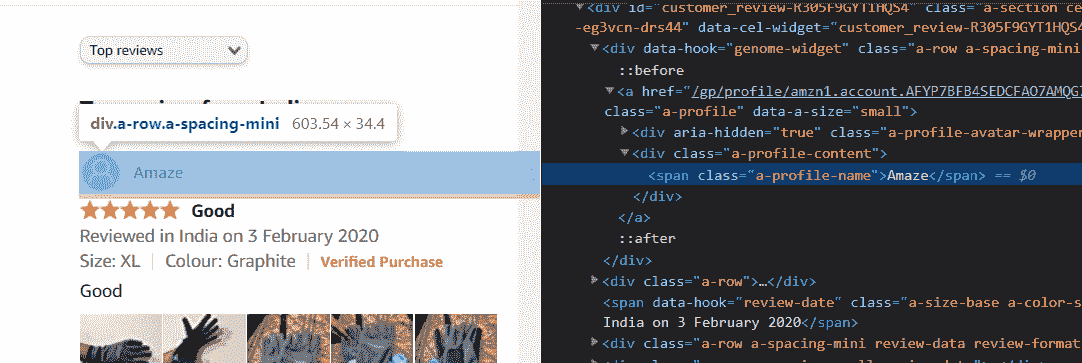 Top reviews
div.a-row.a-spacing-mini 603.54 × 34.4
Amaze
Good
Reviewed in India on 3 February 2020
Size: XL | Colour: Graphite | Verified Purchase
Good
<div id="customer_review-R305F9GYT1HQS4" class="a-section ce
-eg3vcn-drs44" data-cel-widget="customer_review-R305F9GYT1HQS4
<div data-hook="genome-widget" class="a-row a-spacing-mini
::before
<a href="/gp/profile/amzn1.account.AFYP7BFB4SEDCFAO7AMQG
class="a-profile" data-a-size="small">
<div aria-hidden="true" class="a-profile-avatar-wrapper
<div class="a-profile-content">
<span class="a-profile-name">Amaze</span> == $0
</div>
</a>
::after
</div>
<div class="a-row">…</div>
<span data-hook="review-date" class="a-size-base a-color-s
India on 3 February 2020</span>
<div class="a-row a-spacing-mini review-data review-format